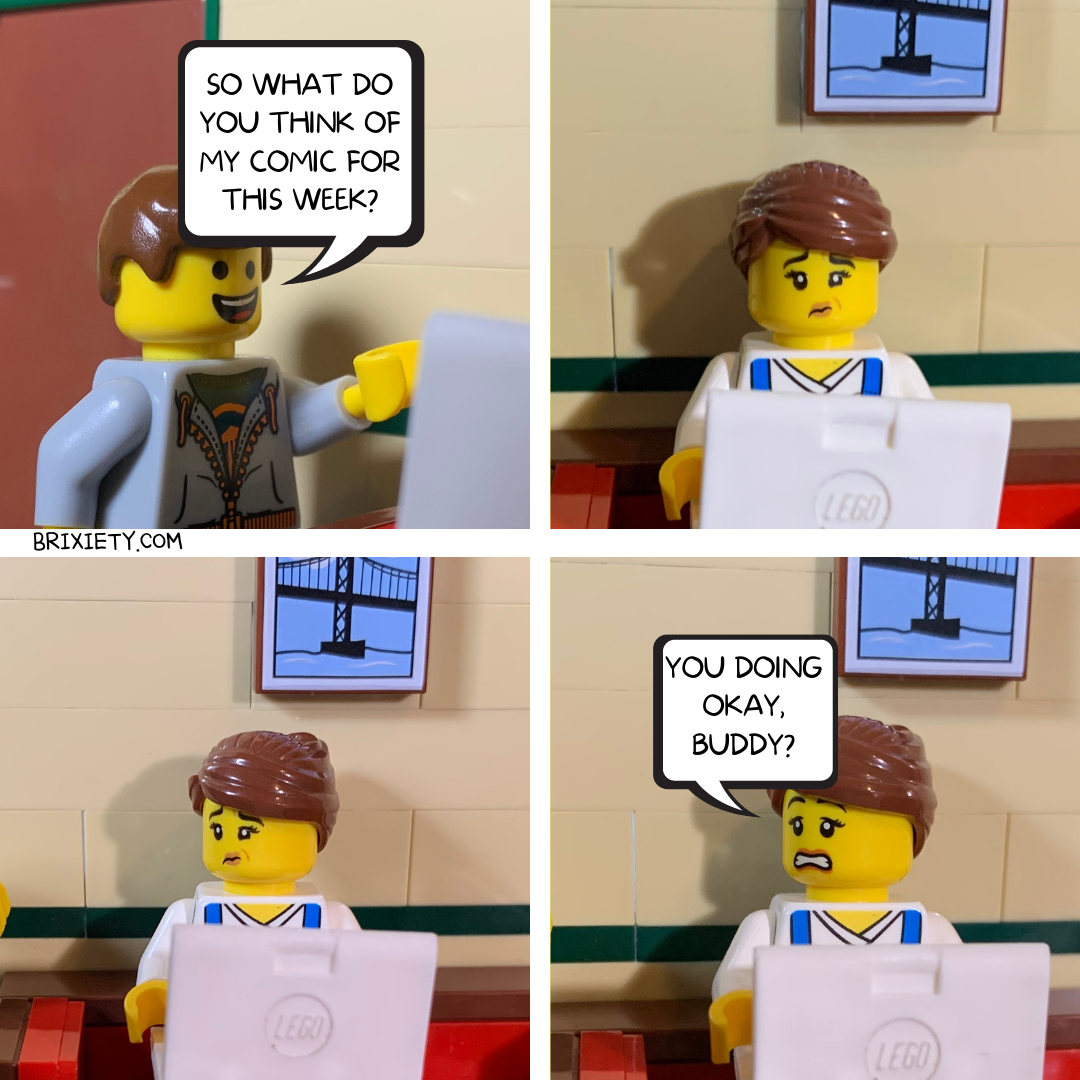 SO WHAT DO
YOU THINK OF
MY COMIC FOR
THIS WEEK?
LEGO
BRIXIETY.COM
LEGO
YOU DOING
OKAY,
BUDDY?
LEGO